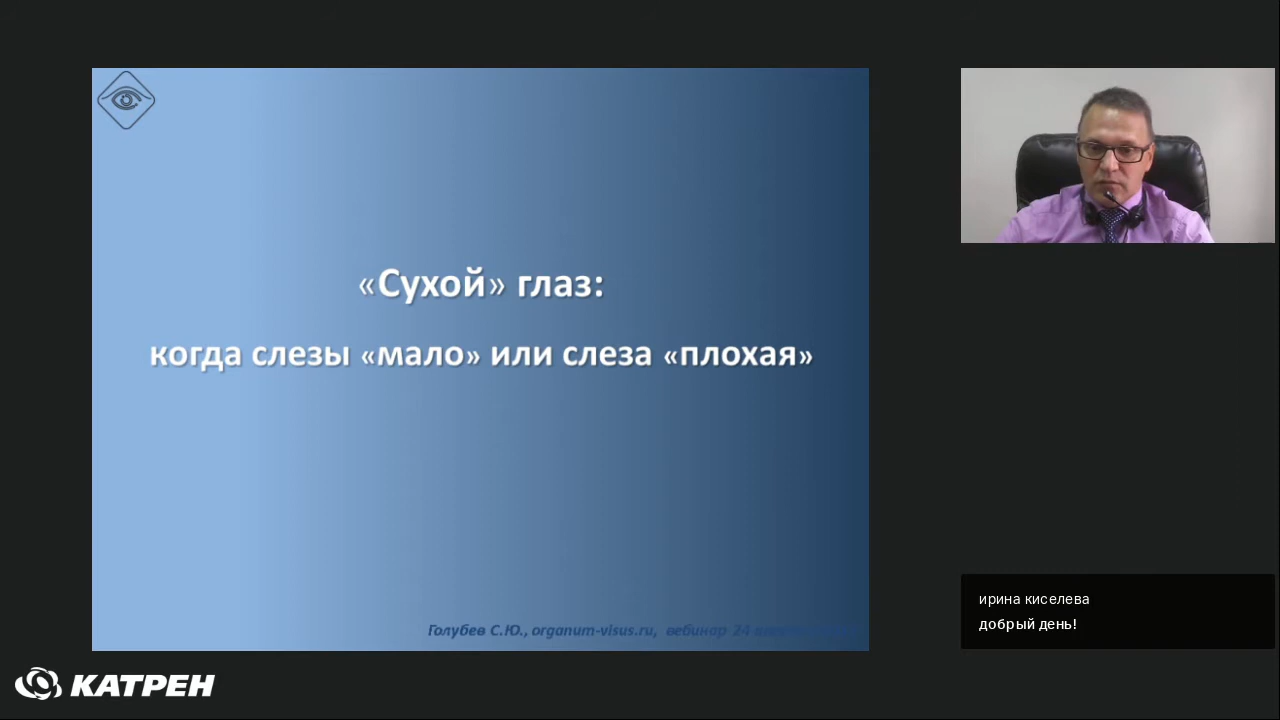 «Сухой» глаз:
когда слезы «мало» или слеза «плохая»
Голубев С.Ю., organum-visus.ru, вебинар 24
ирина киселева
добрый день!
КАТРЕН